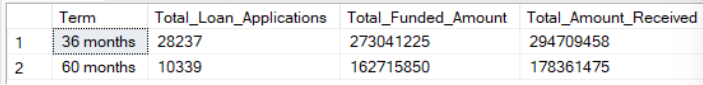 Term Total_Loan_Applications Total_Funded_Amount Total_Amount_Received
1 36 months 28237 273041225 294709458
2 60 months 10339 162715850 178361475